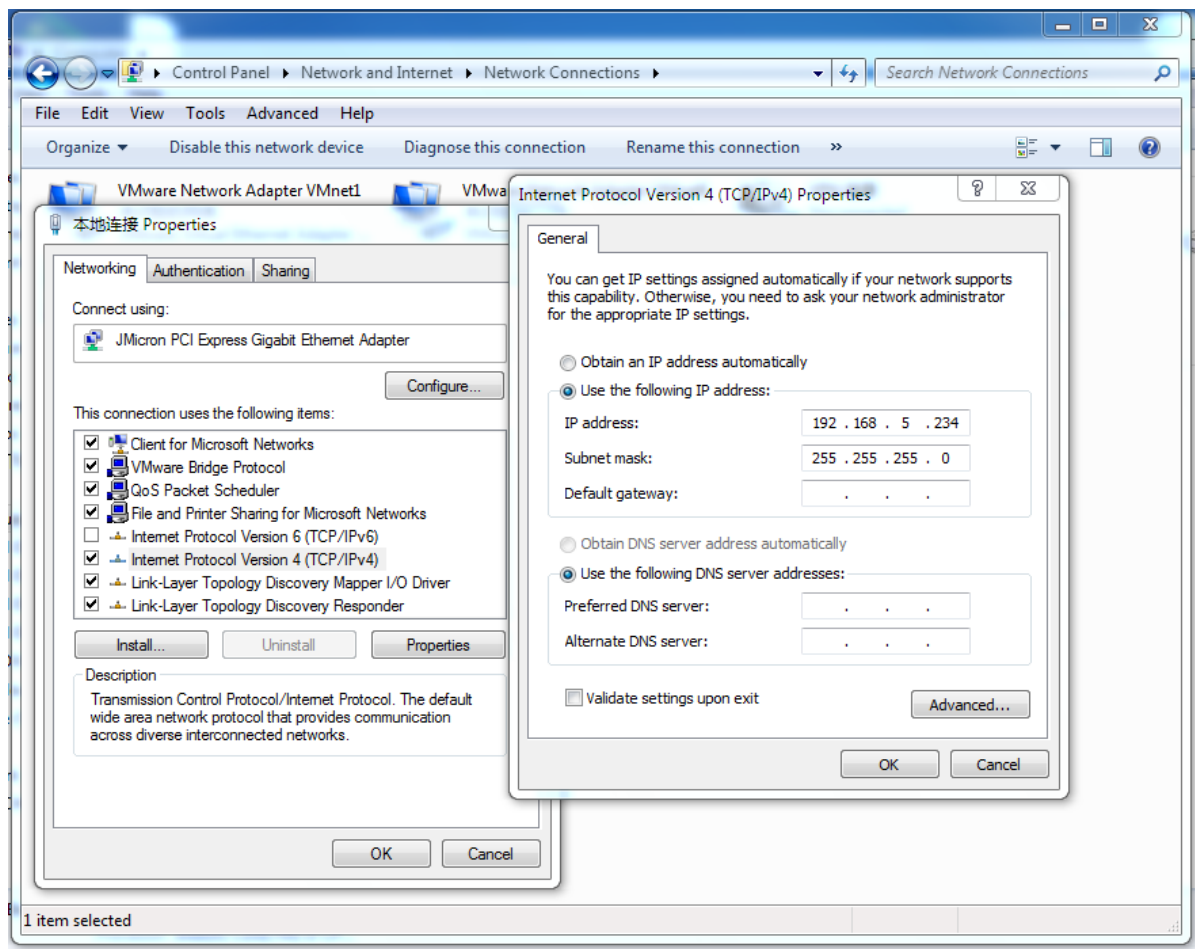 Control Panel Network and Internet Network Connections
Search Network Connections
File Edit View Tools Advanced Help
Organize Disable this network device Diagnose this connection Rename this connection »
VMware Network Adapter VMnet1
本地连接 Properties
Networking Authentication Sharing
Connect using:
JMicron PCI Express Gigabit Ethernet Adapter
Configure...
This connection uses the following items:
Client for Microsoft Networks
VMware Bridge Protocol
QoS Packet Scheduler
File and Printer Sharing for Microsoft Networks
Internet Protocol Version 6 (TCP/IPv6)
Internet Protocol Version 4 (TCP/IPv4)
Link-Layer Topology Discovery Mapper I/O Driver
Link-Layer Topology Discovery Responder
Install... Uninstall Properties
Description
Transmission Control Protocol/Internet Protocol. The default
wide area network protocol that provides communication
across diverse interconnected networks.
OK Cancel
Internet Protocol Version 4 (TCP/IPv4) Properties
General
You can get IP settings assigned automatically if your network supports
this capability. Otherwise, you need to ask your network administrator
for the appropriate IP settings.
Obtain an IP address automatically
Use the following IP address:
IP address: 192 . 168 . 5 . 234
Subnet mask: 255 . 255 . 255 . 0
Default gateway: . . .
Obtain DNS server address automatically
Use the following DNS server addresses:
Preferred DNS server: . . .
Alternate DNS server: . . .
Validate settings upon exit
Advanced...
OK Cancel
1 item selected